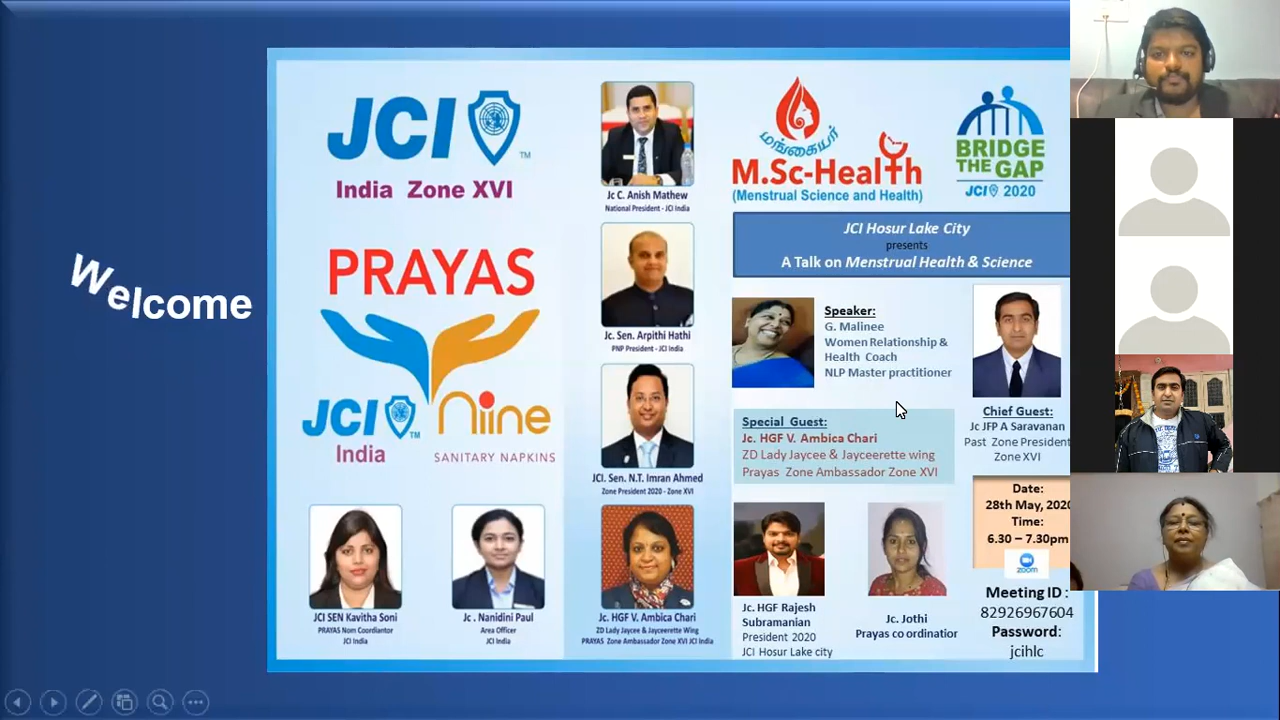 Welcome
JCI
TM
India Zone XVI
PRAYAS
JCI
TM
India
Niine
SANITARY NAPKINS
JCI SEN Kavitha Soni
PRAYAS Nom Coordiantor
JCI India
Jc . Nanidini Paul
Area Officer
JCI India
Jc C. Anish Mathew
National President - JCI India
Jc. Sen. Arpithi Hathi
PNP President - JCI India
JCI. Sen. N.T. Imran Ahmed
Zone President 2020 - Zone XVI
Jc. HGF V. Ambica Chari
ZD Lady Jaycee & Jayceerette Wing
PRAYAS Zone Ambasador Zone XVI JCI India
மங்கையர்
M.Sc-Health
(Menstrual Science and Health)
BRIDGE
THE GAP
JCI 2020
JCI Hosur Lake City
presents
A Talk on Menstrual Health & Science
Speaker:
G. Malinee
Women Relationship &
Health Coach
NLP Master practitioner
Chief Guest:
Jc JFP A Saravanan
Past Zone President
Zone XVI
Special Guest:
Jc. HGF V. Ambica Chari
ZD Lady Jaycee & Jayceerette wing
Prayas Zone Ambassador Zone XVI
Jc. HGF Rajesh
Subramanian
President 2020
JCI Hosur Lake city
Jc. Jothi
Prayas co ordinatior
Date:
28th May, 2020
Time:
6.30 – 7.30pm
zoom
Meeting ID :
82926967604
Password:
jcihlc